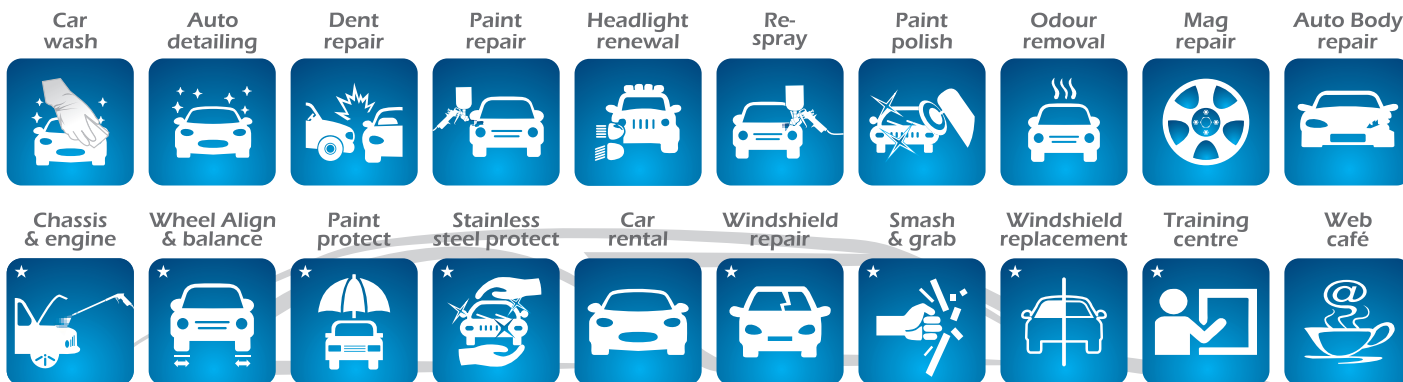 Car
wash
Auto
detailing
Dent
repair
Paint
repair
Headlight
renewal
Re-
spray
Paint
polish
Odour
removal
Mag
repair
Auto Body
repair
Chassis
& engine
Wheel Align
& balance
Paint
protect
Stainless
steel protect
Car
rental
Windshield
repair
Smash
& grab
Windshield
replacement
Training
centre
Web
café
@